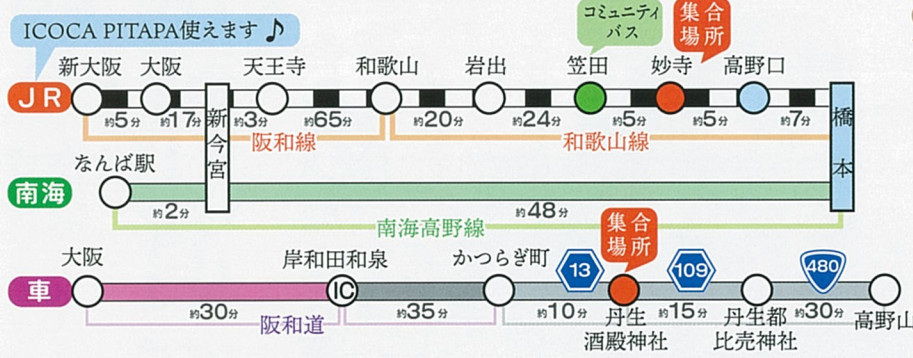 ICOCA PITAPA使えます♪
コミュニティ
バス
集合
場所
新大阪 大阪 天王寺 和歌山 岩出 笠田 妙寺 高野口
JR
新今宮
橋本
約5分 約17分 約3分 約65分 約20分 約24分 約5分 約5分 約7分
阪和線 和歌山線
なんば駅
南海
約2分 約48分
南海高野線
集合
場所
大阪 岸和田和泉 かつらぎ町
13 109 480
車
IC
約30分 約35分 約10分 約15分 約30分
阪和道
丹生
酒殿神社
丹生都
比売神社
高野山